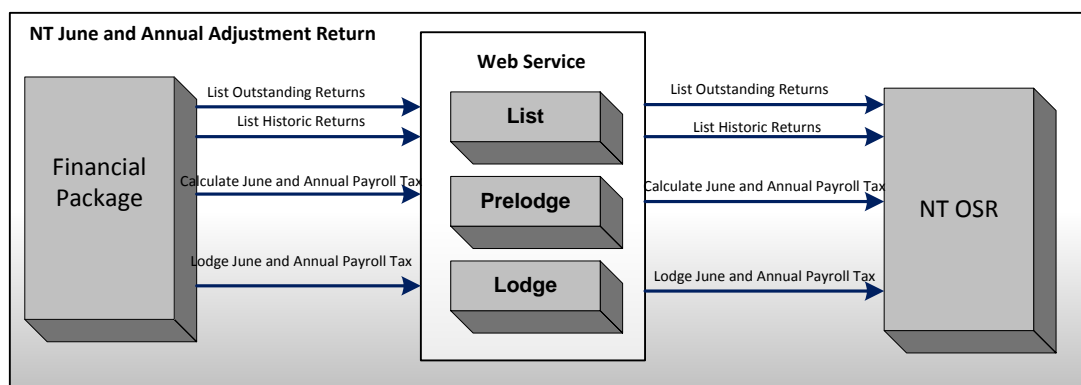 NT June and Annual Adjustment Return
Web Service
List Outstanding Returns
List Historic Returns
Calculate June and Annual Payroll Tax
Lodge June and Annual Payroll Tax
Financial
Package
List
Prelodge
Lodge
List Outstanding Returns
List Historic Returns
Calculate June and Annual Payroll Tax
Lodge June and Annual Payroll Tax
NT OSR